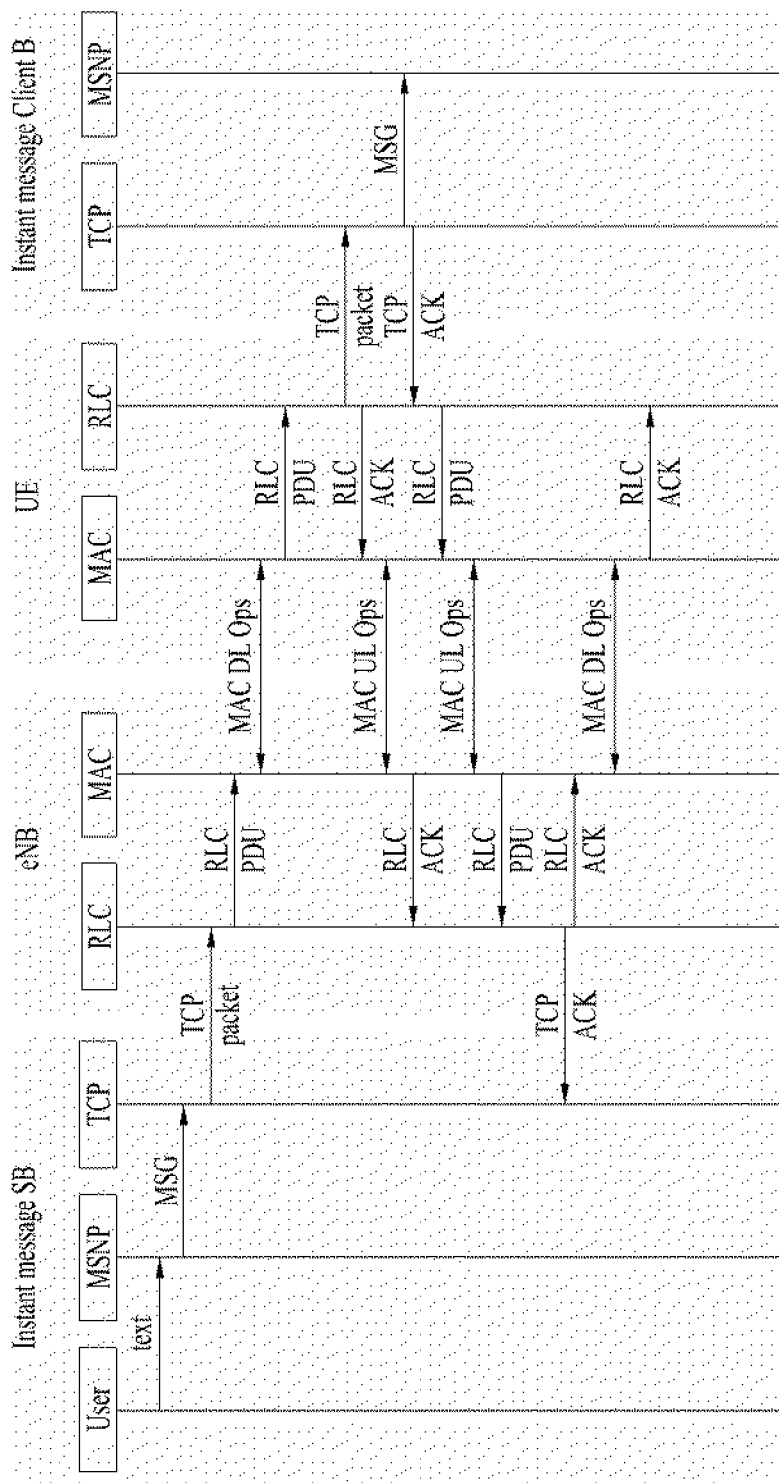 Instant message SB
eNB
UE
Instant message Client B
User
MSNP
TCP
RLC
MAC
MAC
RLC
TCP
MSNP
text
MSG
TCP
packet
RLC
PDU
MAC DL Ops
RLC
PDU
TCP
packet
RLC
ACK
MAC UL Ops
MSG
TCP
ACK
RLC
ACK
RLC
PDU
MAC UL Ops
RLC
PDU
TCP
ACK
RLC
ACK
MAC DL Ops
RLC
ACK